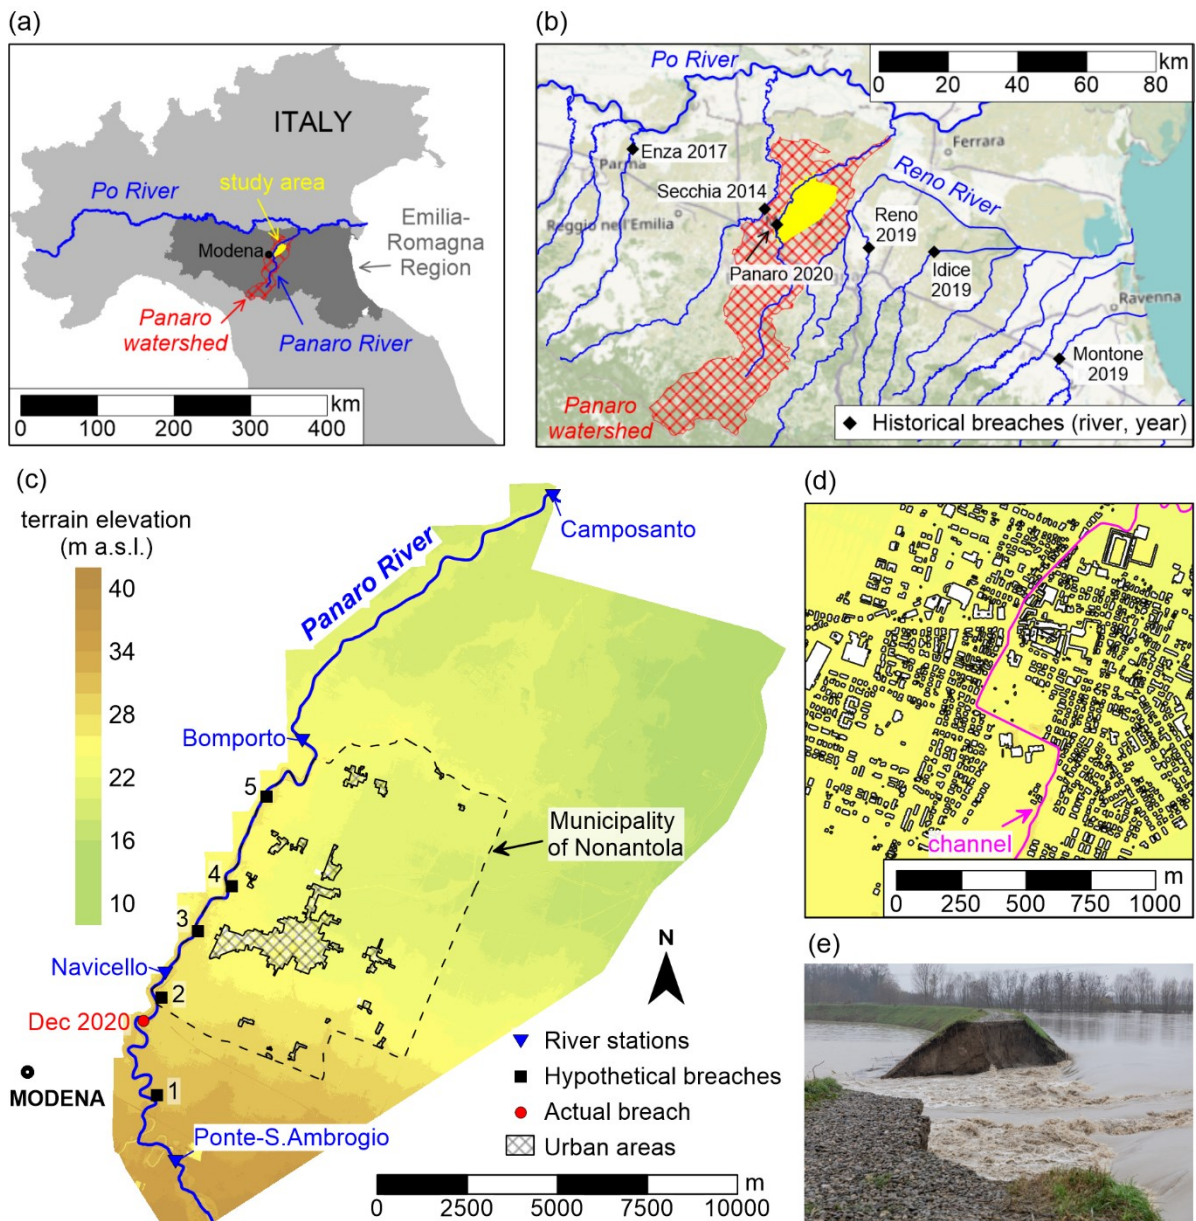 (a)
ITALY
Po River
study area
Modena
Emilia-
Romagna
Region
Panaro
watershed
Panaro River
km
0 100 200 300 400
(b)
Po River
km
0 20 40 60 80
Enza 2017
Parma
Ferrara
Reno River
Secchia 2014
Reggio nell'Emilia
Reno
2019
Panaro 2020
Idice
2019
Ravenna
Montone
2019
Panaro
watershed
Historical breaches (river, year)
(c)
terrain elevation
(m a.s.l.)
40
34
28
22
16
10
Camposanto
Panaro River
Bomporto
5
Municipality
of Nonantola
4
3
Navicello
2
Dec 2020
1
MODENA
Ponte-S.Ambrogio
N
River stations
Hypothetical breaches
Actual breach
Urban areas
m
0 2500 5000 7500 10000
(d)
channel
m
0 250 500 750 1000
(e)